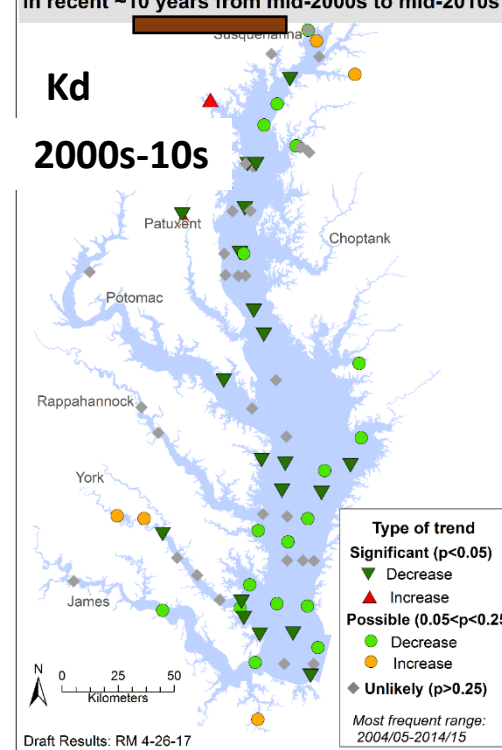 in recent ~10 years from mid-2000s to mid-2010s
Susquehanna
Kd
2000s-10s
Patuxent
Choptank
Potomac
Rappahannock
York
James
Type of trend
Significant (p<0.05)
Decrease
Increase
Possible (0.05<p<0.25
Decrease
Increase
Unlikely (p>0.25)
Most frequent range:
2004/05-2014/15
N
0 25 50
Kilometers
Draft Results: RM 4-26-17